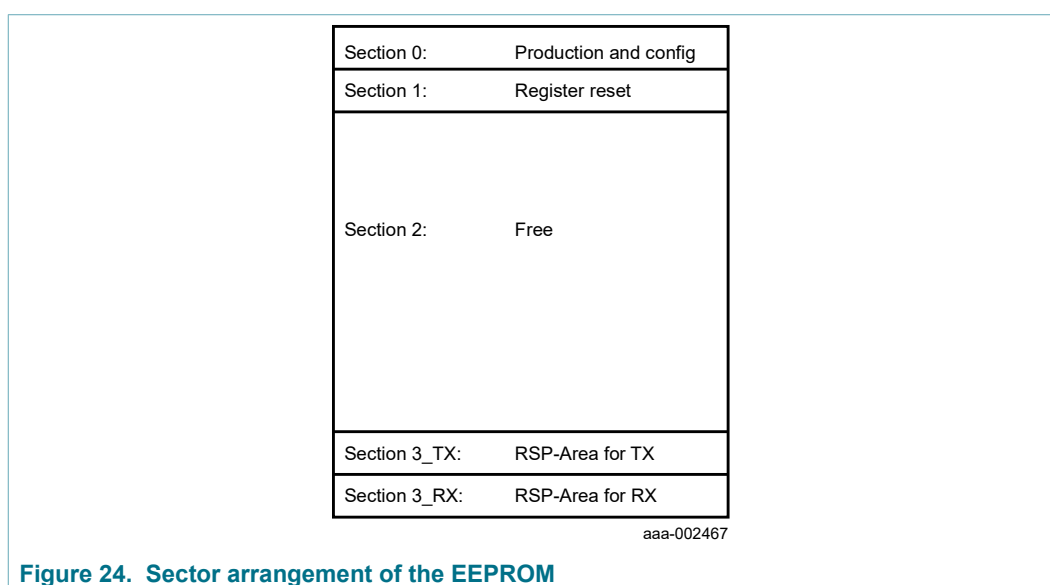 Section 0: Production and config
Section 1: Register reset
Section 2: Free
Section 3_TX: RSP-Area for TX
Section 3_RX: RSP-Area for RX
aaa-002467
Figure 24. Sector arrangement of the EEPROM